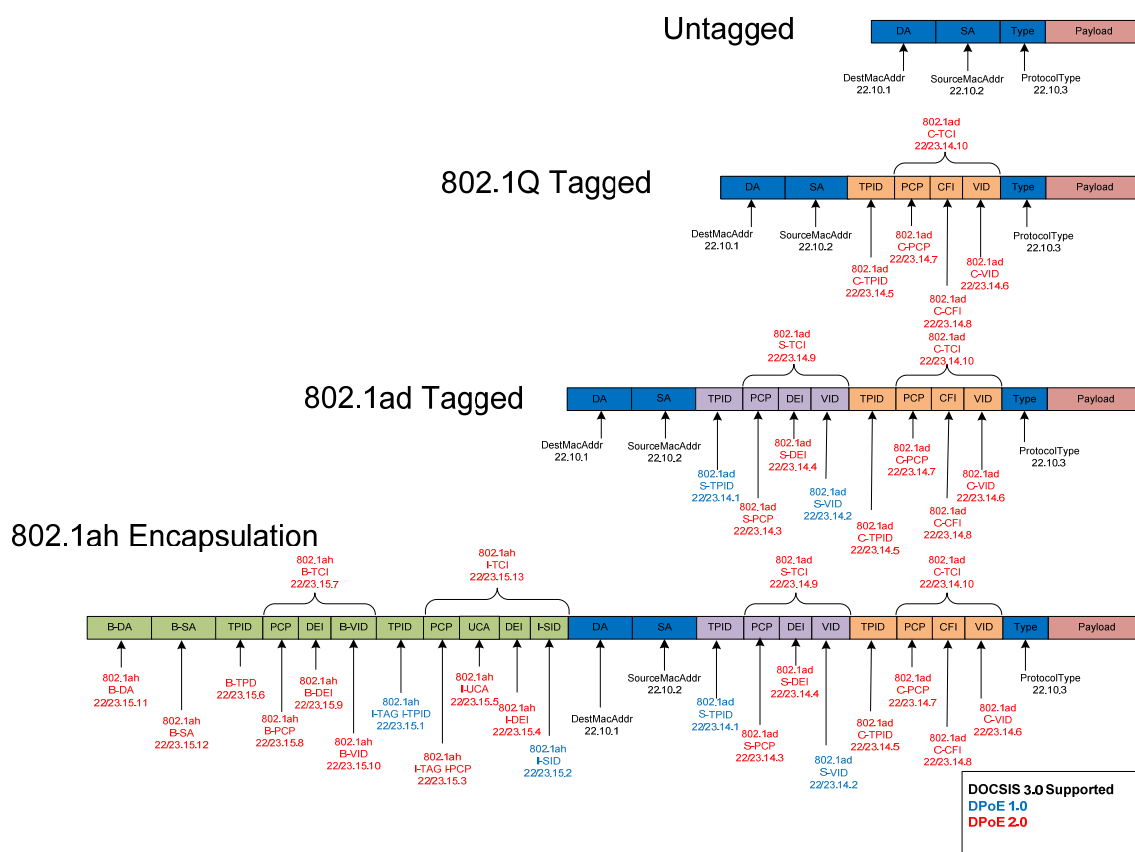 Untagged
DA SA Type Payload
DestMacAddr
22.10.1
SourceMacAddr
22.10.2
ProtocolType
22.10.3
802.1Q Tagged
802.1ad
C-TCI
22/23.14.10
DA SA TPID PCP CFI VID Type Payload
DestMacAddr
22.10.1
SourceMacAddr
22.10.2
802.1ad
C-TPID
22/23.14.5
802.1ad
C-PCP
22/23.14.7
802.1ad
C-CFI
22/23.14.8
802.1ad
C-VID
22/23.14.6
ProtocolType
22.10.3
802.1ad Tagged
802.1ad
S-TCI
22/23.14.9
802.1ad
C-TCI
22/23.14.10
DA SA TPID PCP DEI VID TPID PCP CFI VID Type Payload
DestMacAddr
22.10.1
SourceMacAddr
22.10.2
802.1ad
S-TPID
22/23.14.1
802.1ad
S-PCP
22/23.14.3
802.1ad
S-DEI
22/23.14.4
802.1ad
S-VID
22/23.14.2
802.1ad
C-TPID
22/23.14.5
802.1ad
C-PCP
22/23.14.7
802.1ad
C-CFI
22/23.14.8
802.1ad
C-VID
22/23.14.6
ProtocolType
22.10.3
802.1ah Encapsulation
802.1ah
B-TCI
22/23.15.7
802.1ah
I-TCI
22/23.15.13
802.1ad
S-TCI
22/23.14.9
802.1ad
C-TCI
22/23.14.10
B-DA B-SA TPID PCP DEI B-VID TPID PCP UCA DEI I-SID DA SA TPID PCP DEI VID TPID PCP CFI VID Type Payload
802.1ah
B-DA
22/23.15.11
802.1ah
B-SA
22/23.15.12
B-TPD
22/23.15.6
802.1ah
B-PCP
22/23.15.8
802.1ah
B-DEI
22/23.15.9
802.1ah
B-VID
22/23.15.10
802.1ah
I-TAG I-TPID
22/23.15.1
802.1ah
I-TAG I-PCP
22/23.15.3
802.1ah
I-UCA
22/23.15.5
802.1ah
I-DEI
22/23.15.4
802.1ah
I-SID
22/23.15.2
DestMacAddr
22.10.1
SourceMacAddr
22.10.2
802.1ad
S-TPID
22/23.14.1
802.1ad
S-PCP
22/23.14.3
802.1ad
S-DEI
22/23.14.4
802.1ad
S-VID
22/23.14.2
802.1ad
C-TPID
22/23.14.5
802.1ad
C-PCP
22/23.14.7
802.1ad
C-CFI
22/23.14.8
802.1ad
C-VID
22/23.14.6
ProtocolType
22.10.3
DOCSIS 3.0 Supported
DPoE 1.0
DPoE 2.0